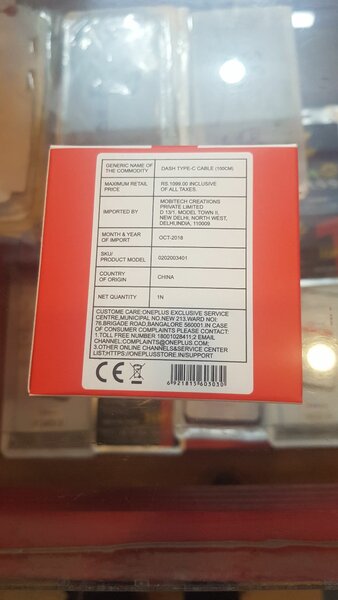 GENERIC NAME OF THE COMMODITY DASH TYPE-C CABLE (100CM)
MAXIMUM RETAIL PRICE RS.1099.00 INCLUSIVE OF ALL TAXES.
IMPORTED BY MOBITECH CREATIONS
PRIVATE LIMITED
D 13/1, MODEL TOWN II,
NEW DELHI, NORTH WEST,
DELHI,INDIA, 110009
MONTH & YEAR OF IMPORT OCT-2018
SKU/ PRODUCT MODEL 0202003401
COUNTRY OF ORIGIN CHINA
NET QUANTITY 1N
CUSTOME CARE:ONEPLUS EXCLUSIVE SERVICE
CENTRE,MUNICIPAL NO.NEW 213,WARD NOI:
76,BRIGADE ROAD,BANGALORE 560001.IN CASE
OF CONSUMER COMPLAINTS PLEASE CONTACT
1.TOLL FREE NUMBER.18001028411;2 EMAIL
CHANNEL,COMPLAINTS@ONEPLUS.COM;
3.OTHER ONLINE CHANNELS&SERVICE CENTER
LIST;HTTPS://ONEPLUSSTORE.IN/SUPPORT
CE
6 921815 603030